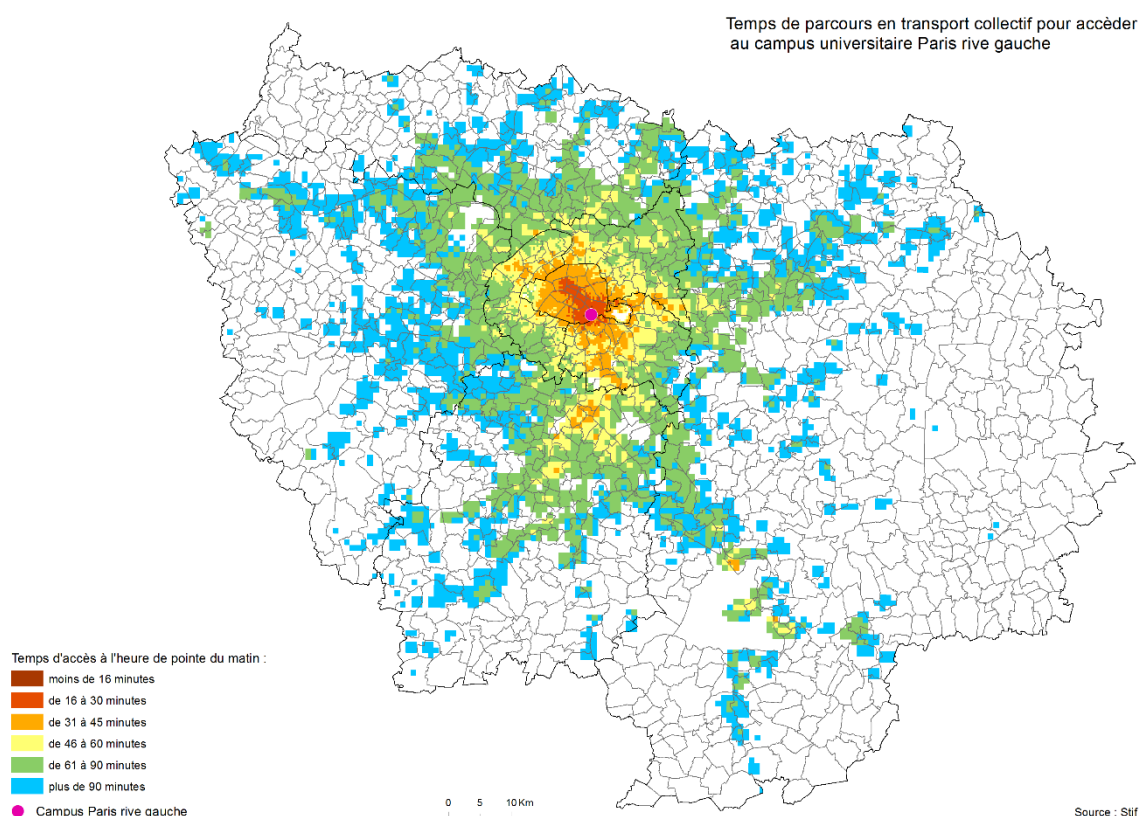 Temps de parcours en transport collectif pour accèder
au campus universitaire Paris rive gauche
Temps d'accès à l'heure de pointe du matin :
moins de 16 minutes
de 16 à 30 minutes
de 31 à 45 minutes
de 46 à 60 minutes
de 61 à 90 minutes
plus de 90 minutes
Campus Paris rive gauche
0 5 10 Km
Source : Stif